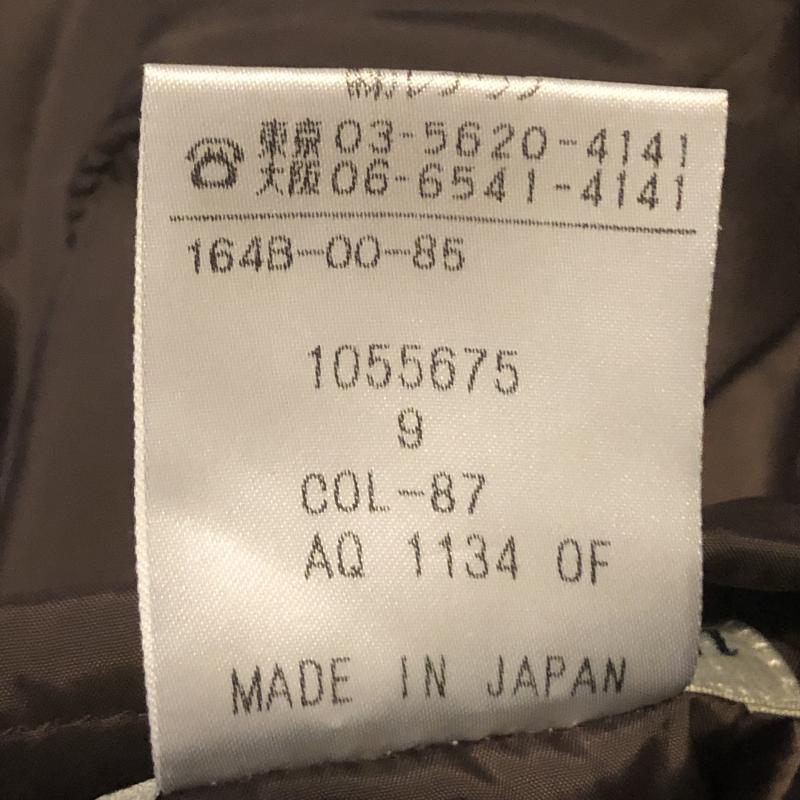 ☎ 東京03-5620-4141
大阪06-6541-4141
164B-00-85
1055675
9
COL-87
AQ 1134 OF
MADE IN JAPAN